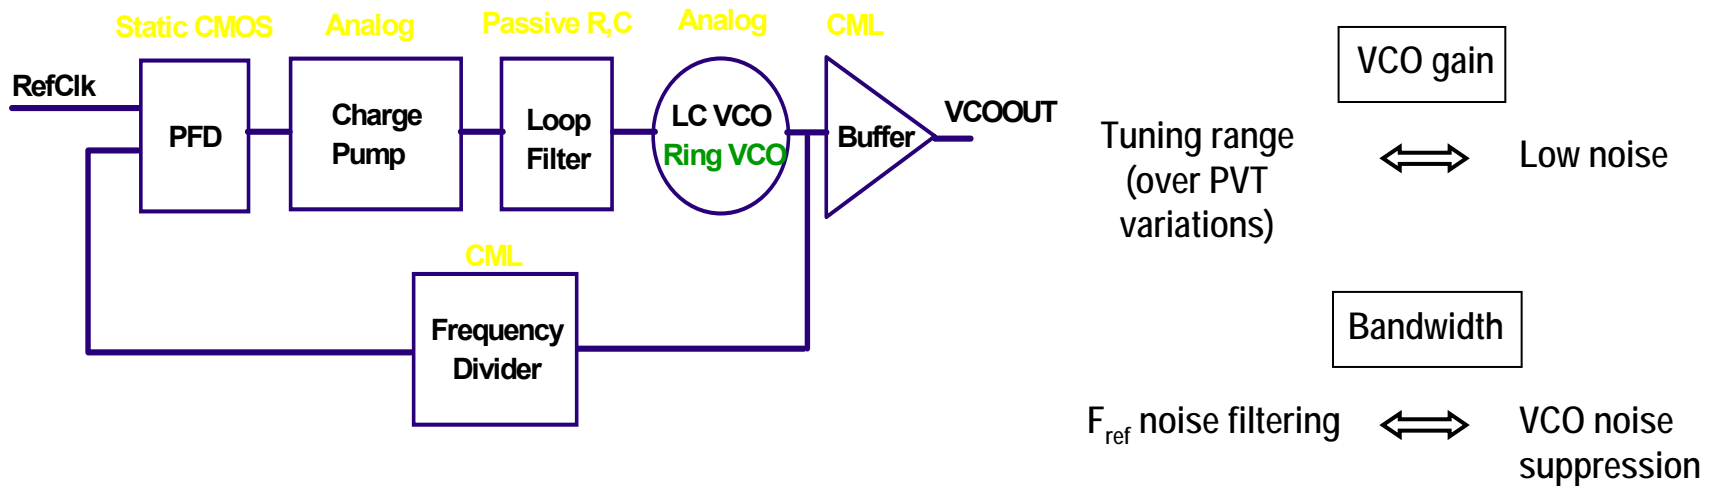 Static CMOS
Analog
Passive R,C
Analog
CML
RefClk
PFD
Charge
Pump
Loop
Filter
LC VCO
Ring VCO
Buffer
VCOOUT
CML
Frequency
Divider
VCO gain
Tuning range
(over PVT
variations)
Low noise
Bandwidth
Fref noise filtering
VCO noise
suppression